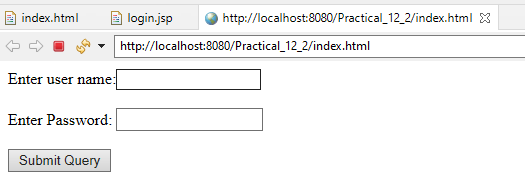 index.html login.jsp http://localhost:8080/Practical_12_2/index.html
http://localhost:8080/Practical_12_2/index.html
Enter user name:
Enter Password:
Submit Query